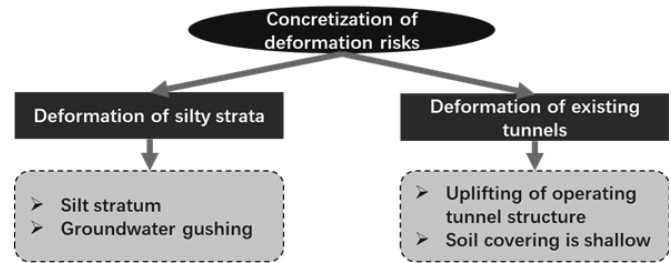 Concretization of
deformation risks
Deformation of silty strata
Deformation of existing
tunnels
➢ Silt stratum
➢ Groundwater gushing
➢ Uplifting of operating
tunnel structure
➢ Soil covering is shallow